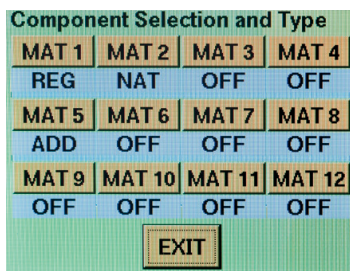 Component Selection and Type
MAT 1 MAT 2 MAT 3 MAT 4
REG NAT OFF OFF
MAT 5 MAT 6 MAT 7 MAT 8
ADD OFF OFF OFF
MAT 9 MAT 10 MAT 11 MAT 12
OFF OFF OFF OFF
EXIT